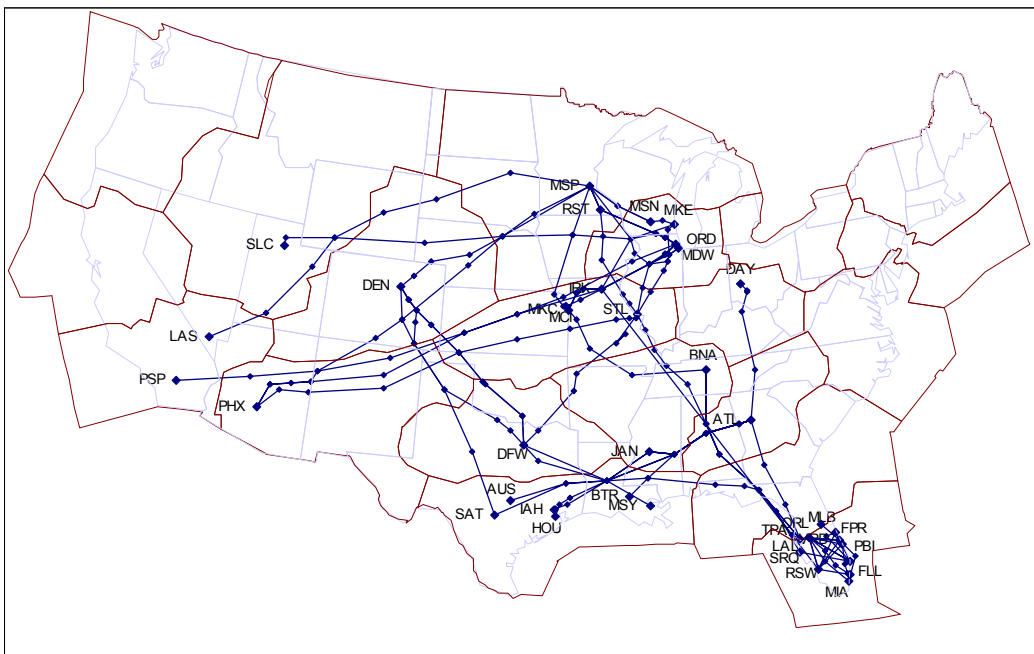 MSP
RST
MSN
MKE
SLC
ORD
MDW
DAY
DEN
IRK
MKC
MCI
STL
LAS
PSP
BNA
PHX
ATL
DFW
JAN
AUS
BTR
SAT
IAH
MSY
HOU
MLB
ORL
TPA
FPR
LAL
PBI
SRQ
RSW
FLL
MIA